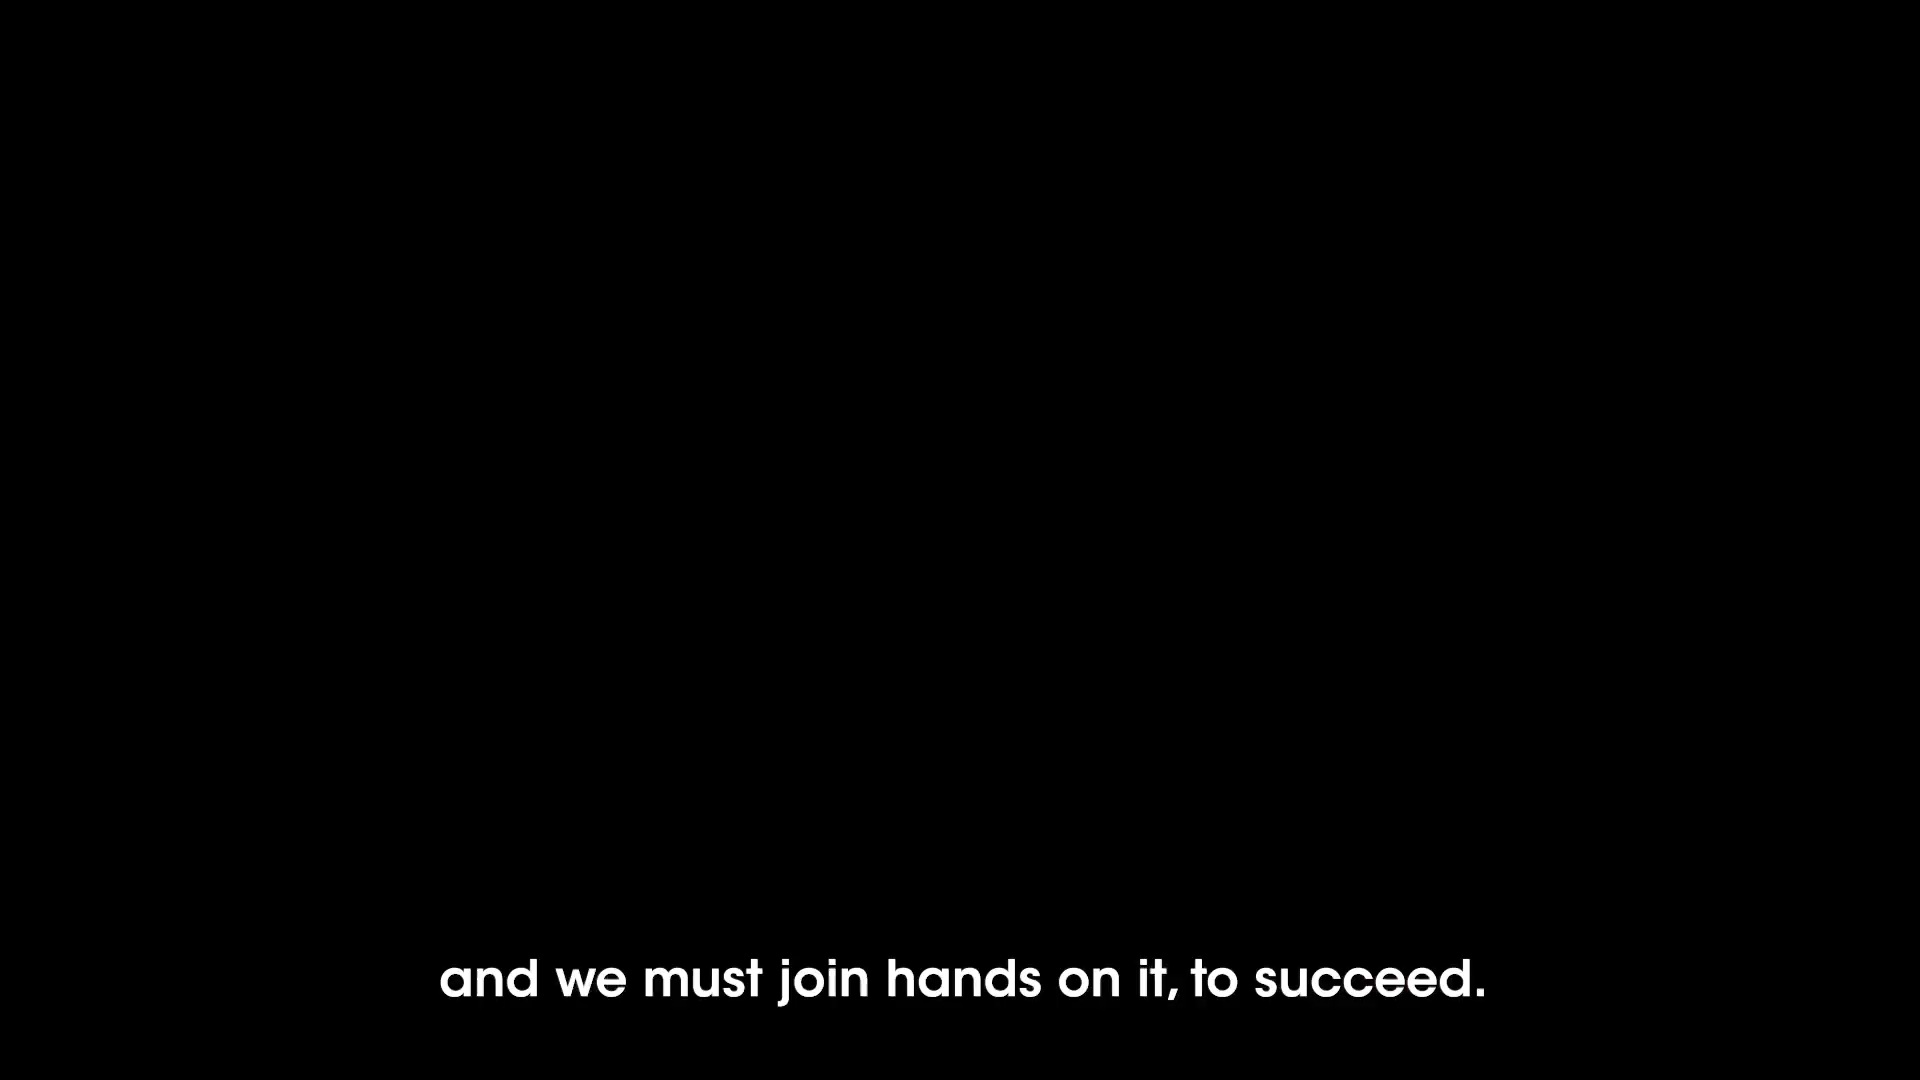 and we must join hands on it, to succeed.